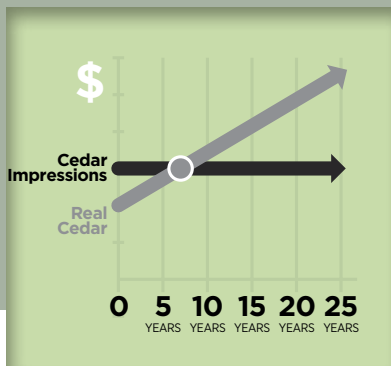 $
Cedar
Impressions
Real
Cedar
0 5 10 15 20 25
YEARS YEARS YEARS YEARS YEARS